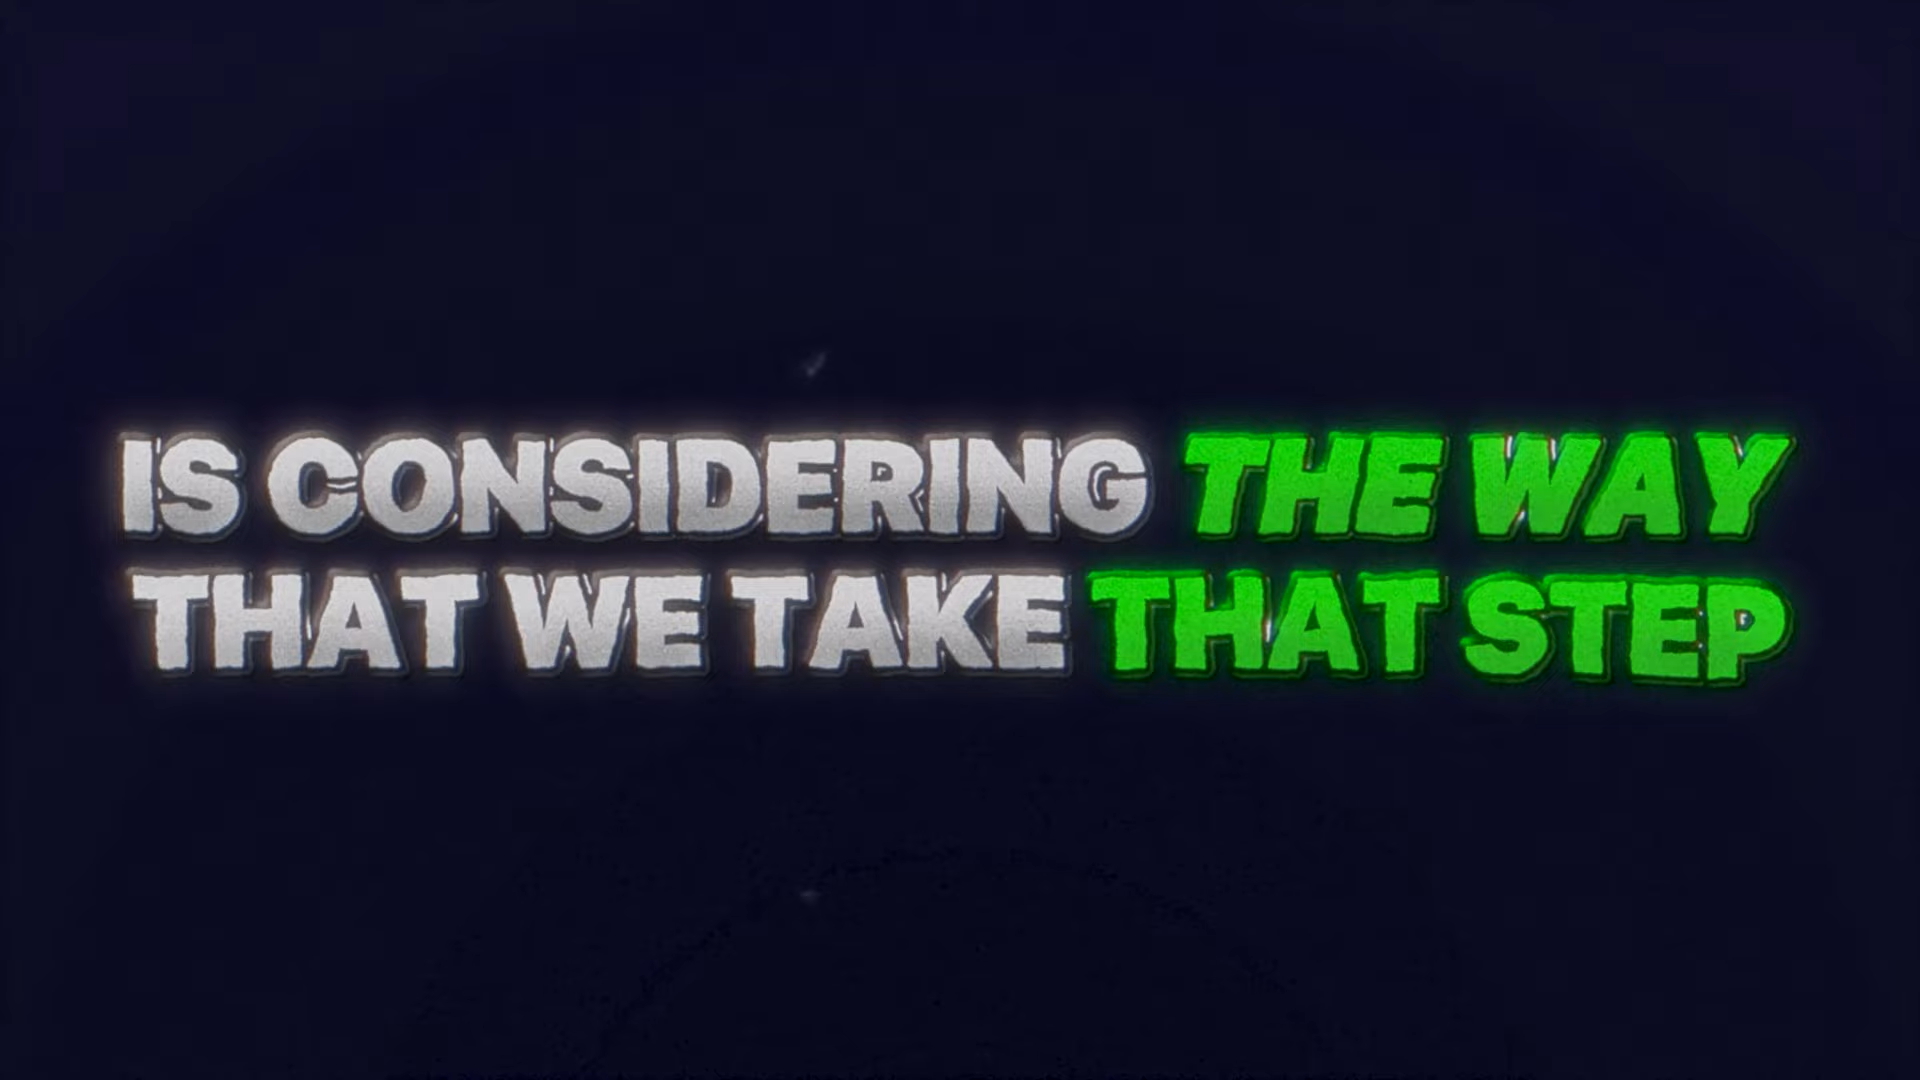 IS CONSIDERING THE WAY
THAT WE TAKE THAT STEP